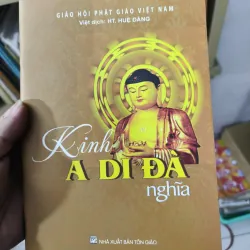 GIÁO HỘI PHẬT GIÁO VIỆT NAM
Việt dịch: HT. HUỆ ĐĂNG
Kinh
A DI ĐÀ
nghĩa
NHÀ XUẤT BẢN TÔN GIÁO